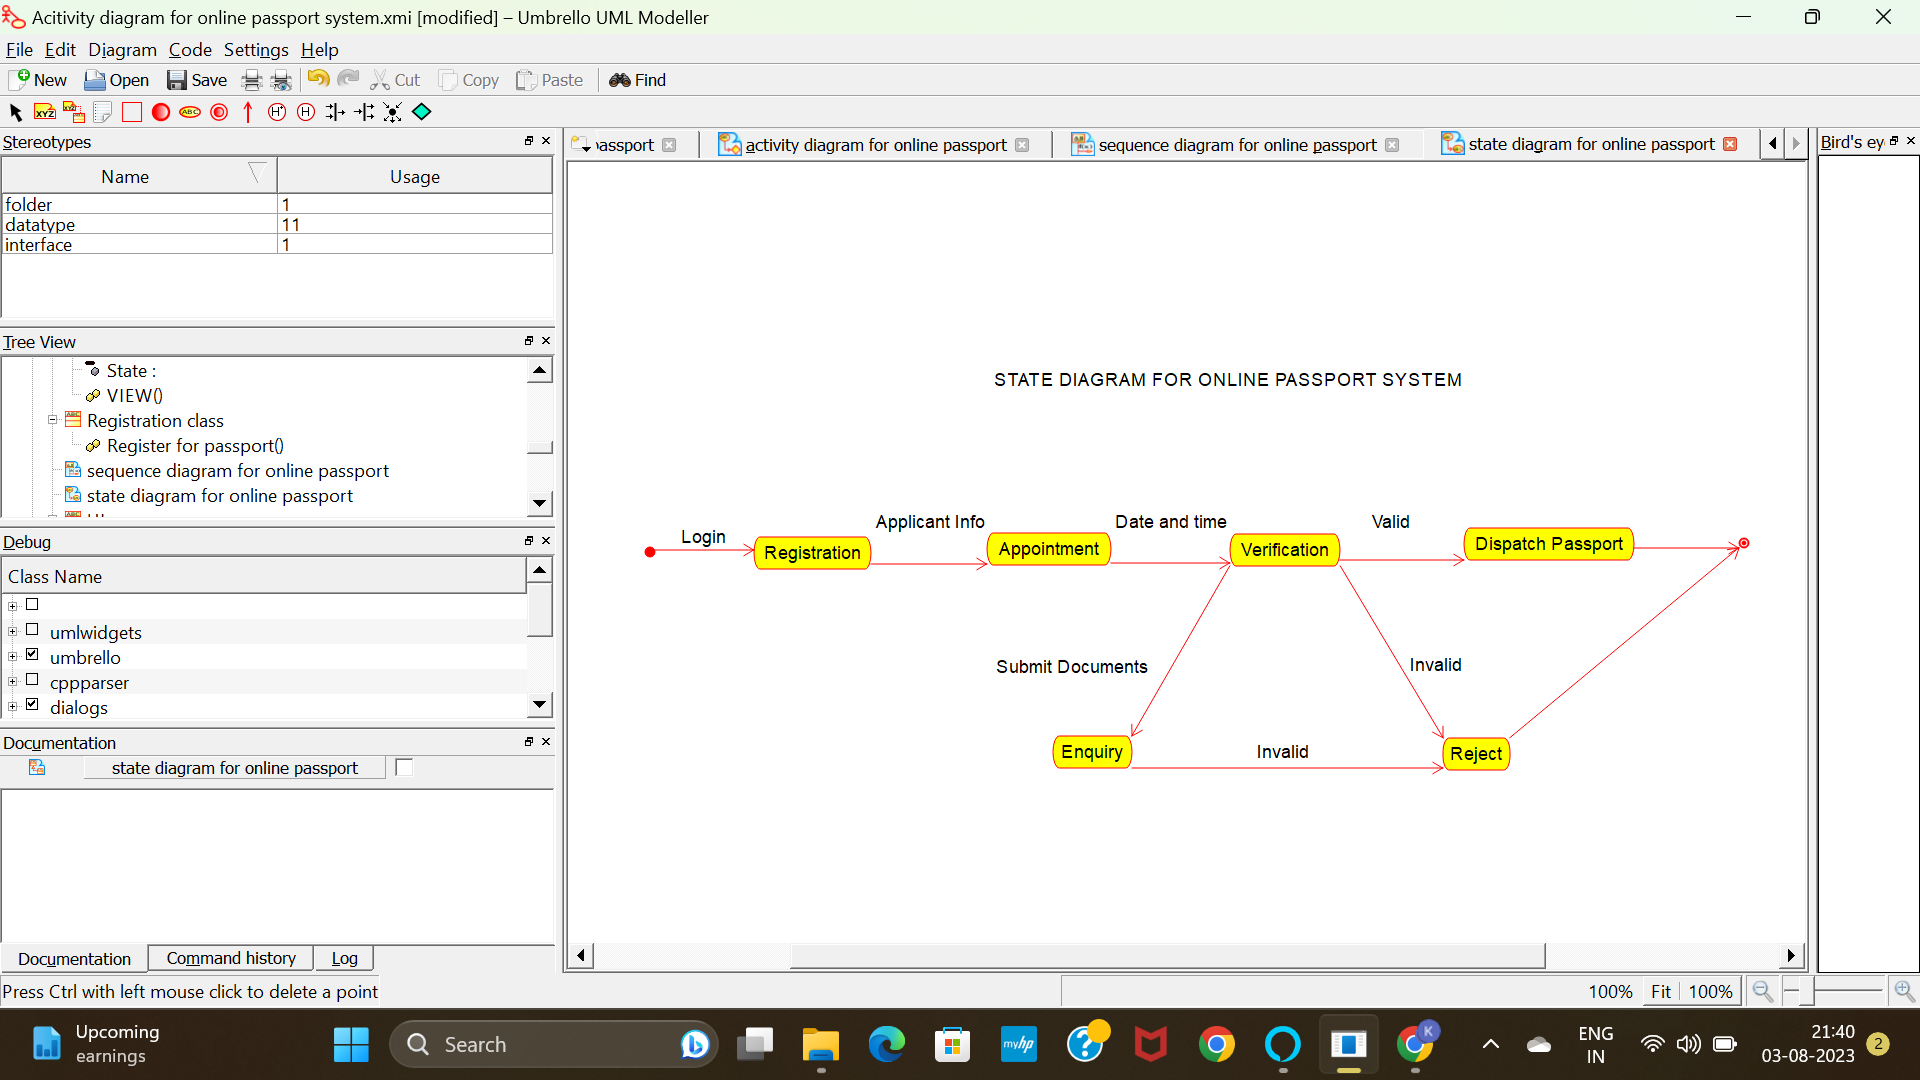 Acitivity diagram for online passport system.xmi [modified] – Umbrello UML Modeller
File Edit Diagram Code Settings Help
New Open Save Cut Copy Paste Find
XYZ XYZ ABC H* H
Stereotypes
Name Usage
folder 1
datatype 11
interface 1
Tree View
State :
VIEW()
Registration class
Register for passport()
sequence diagram for online passport
state diagram for online passport
Debug
Class Name
umlwidgets
umbrello
cppparser
dialogs
Documentation
state diagram for online passport
Documentation Command history Log
Press Ctrl with left mouse click to delete a point
assport activity diagram for online passport sequence diagram for online passport state diagram for online passport
Bird's ey
STATE DIAGRAM FOR ONLINE PASSPORT SYSTEM
Login
Registration
Applicant Info
Appointment
Date and time
Verification
Valid
Dispatch Passport
Submit Documents
Invalid
Enquiry
Invalid
Reject
100% Fit 100%
Upcoming
earnings
Search
myhp
K
ENG
IN
21:40
03-08-2023
2